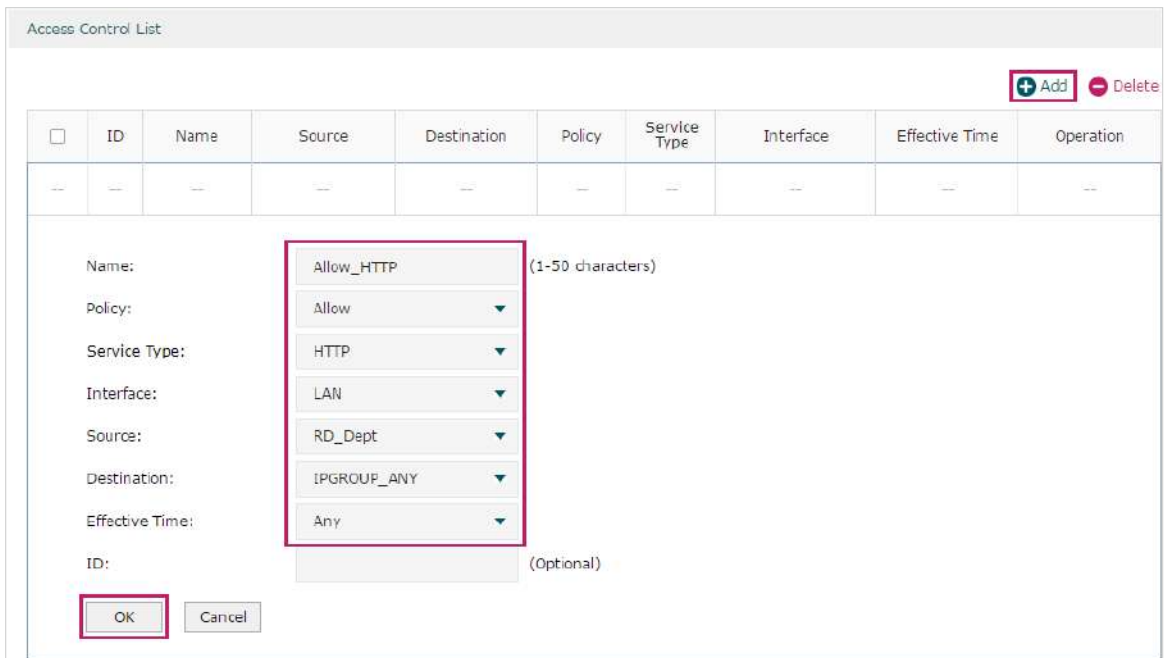 Access Control List
Add Delete
ID Name Source Destination Policy Service Type Interface Effective Time Operation
-- -- -- -- -- -- -- -- -- --
Name: Allow_HTTP (1-50 characters)
Policy: Allow
Service Type: HTTP
Interface: LAN
Source: RD_Dept
Destination: IPGROUP_ANY
Effective Time: Any
ID: (Optional)
OK Cancel